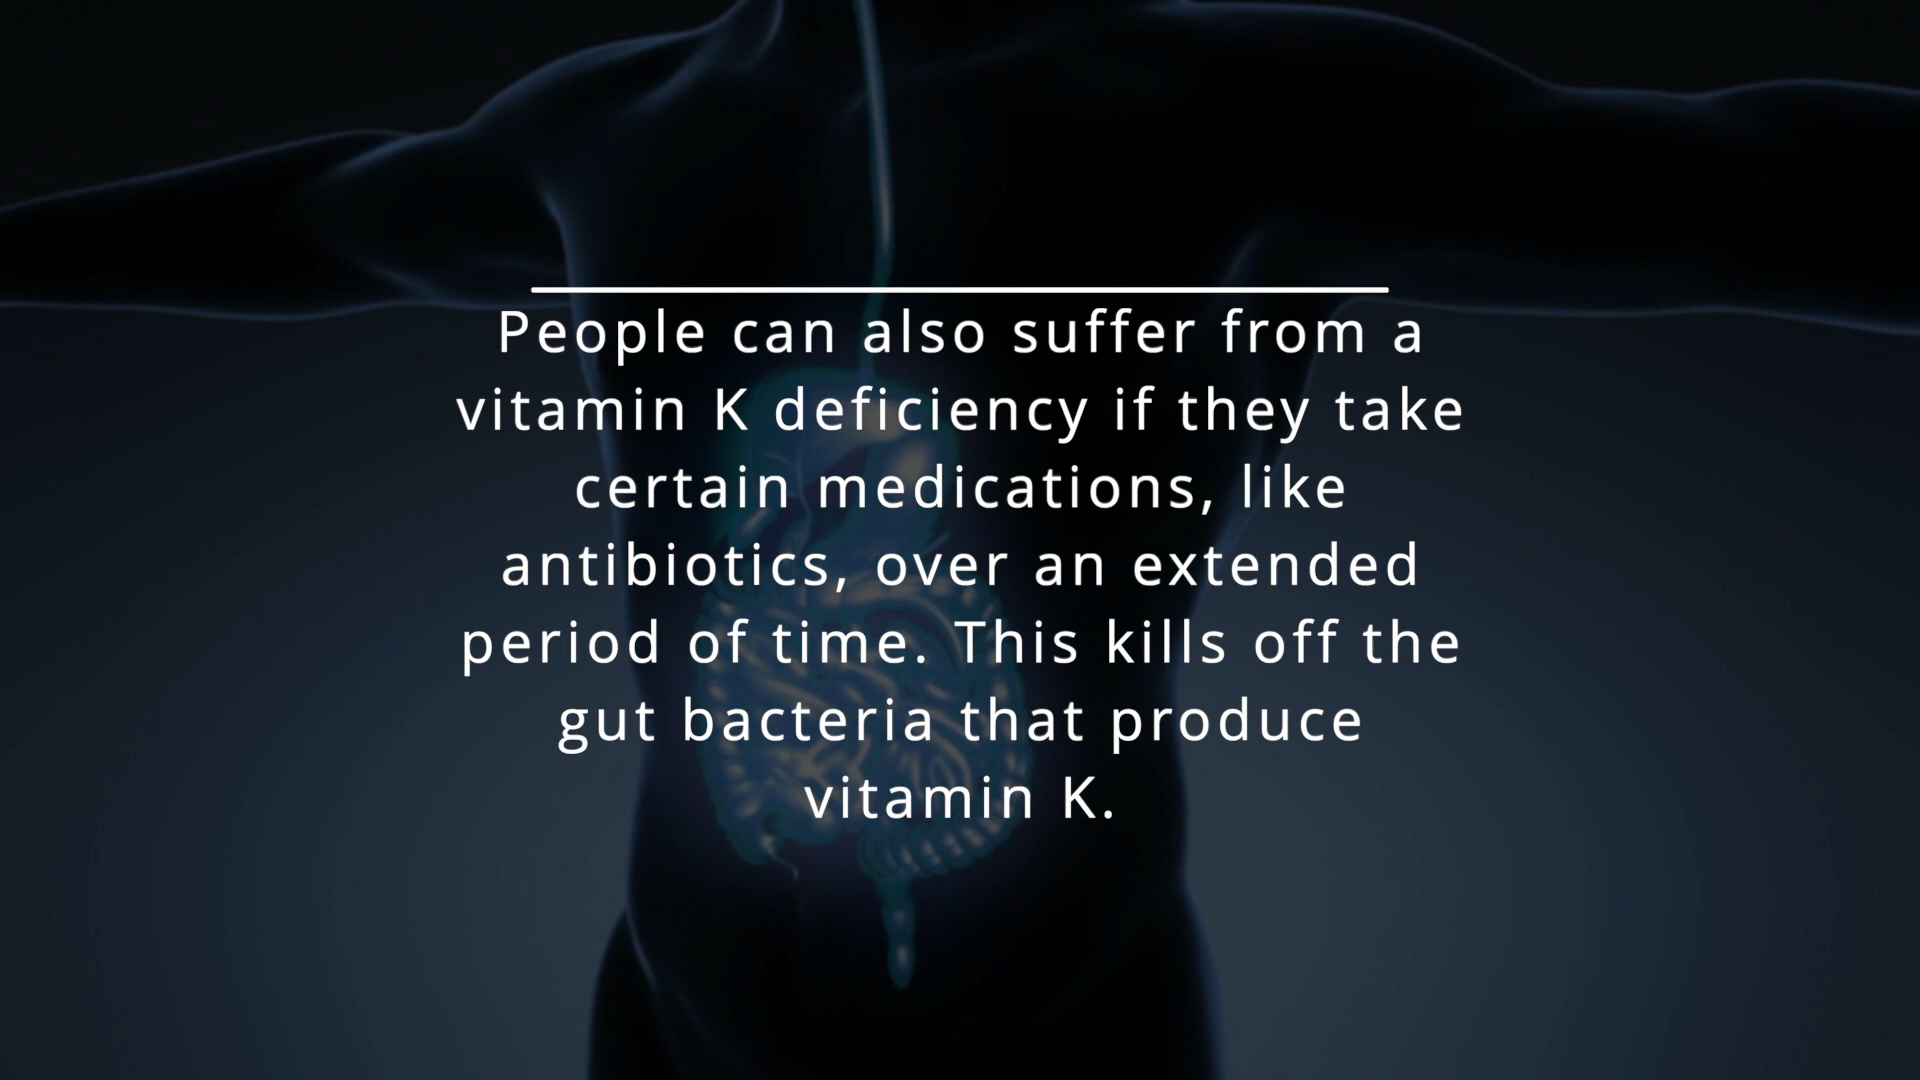 People can also suffer from a
vitamin K deficiency if they take
certain medications, like
antibiotics, over an extended
period of time. This kills off the
gut bacteria that produce
vitamin K.